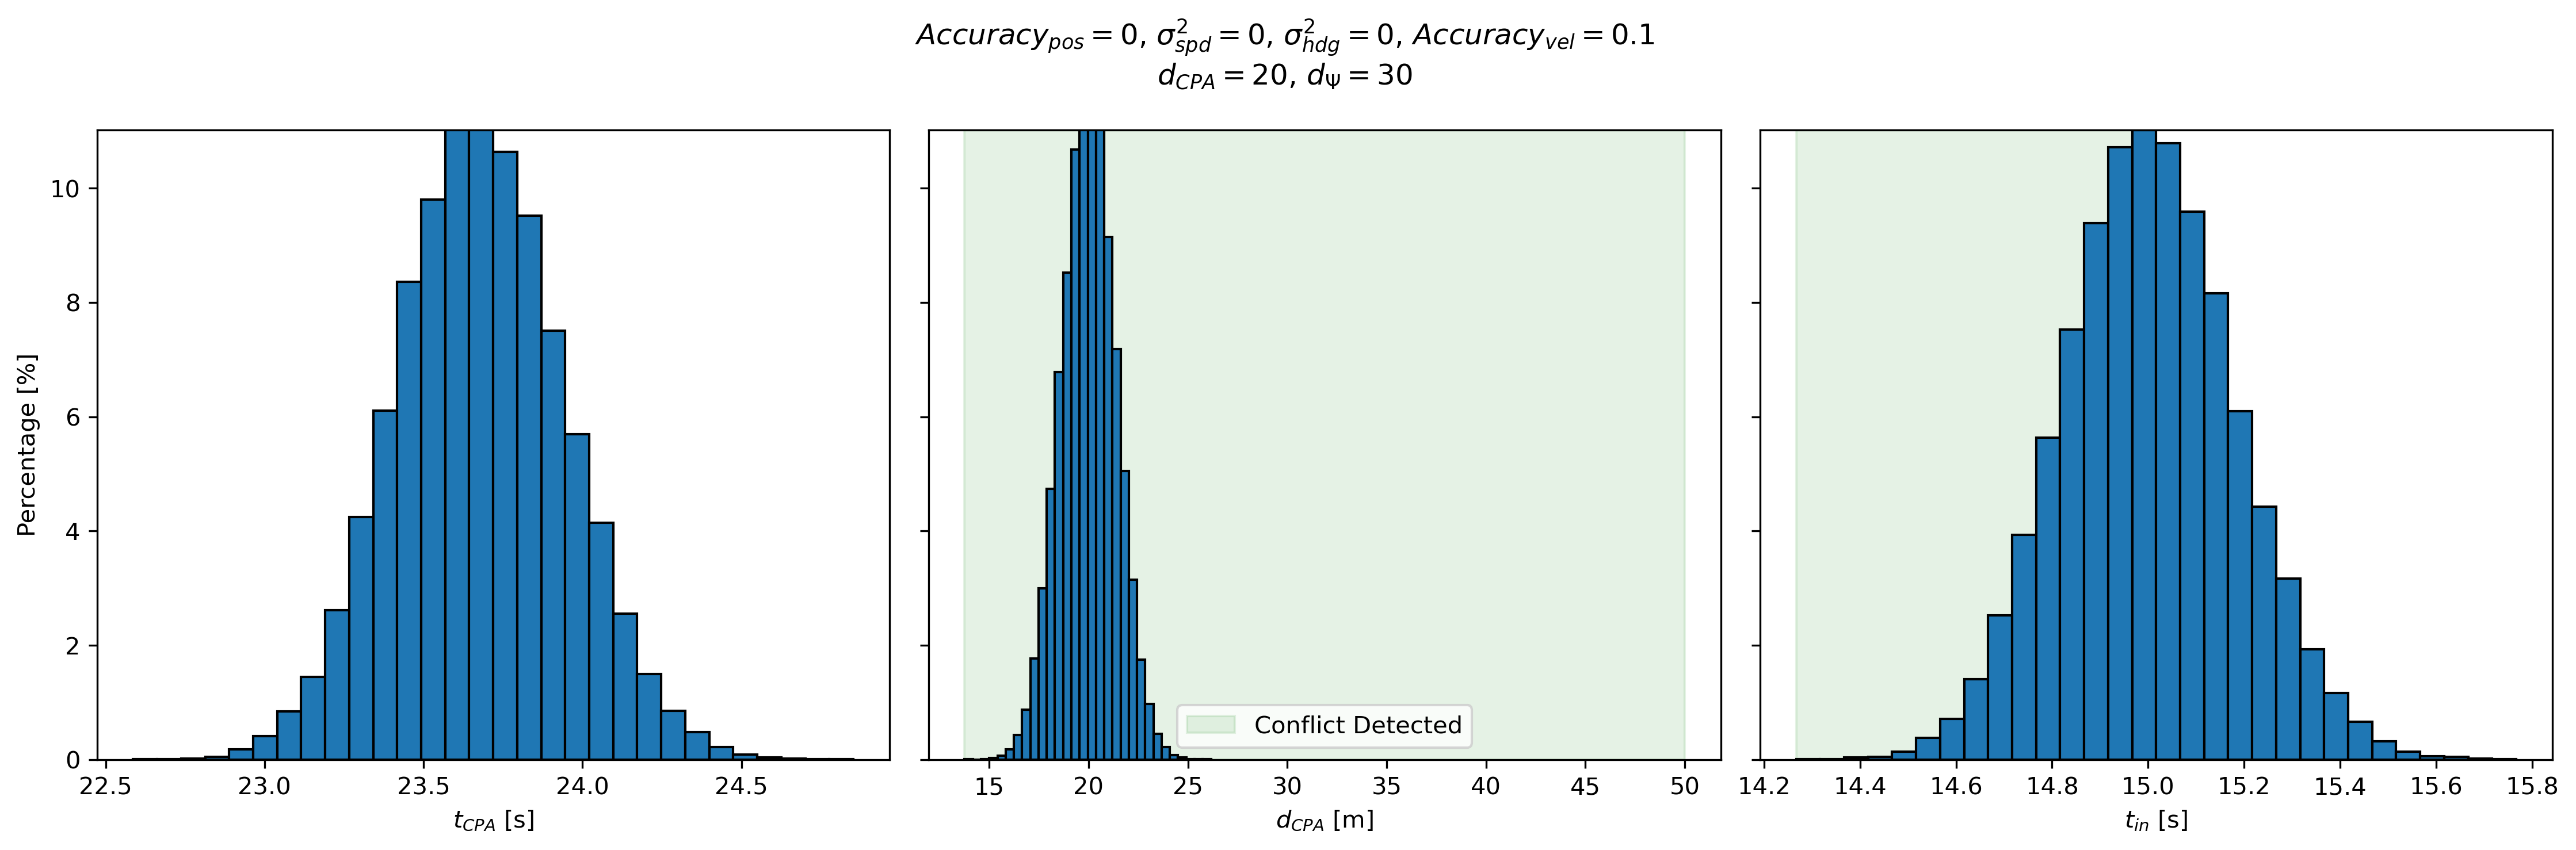 Accuracy_pos = 0, σ²_spd = 0, σ²_hdg = 0, Accuracy_vel = 0.1
d_CPA = 20, dψ = 30
Percentage [%]
10
8
6
4
2
0
22.5 23.0 23.5 24.0 24.5
t_CPA [s]
Conflict Detected
15 20 25 30 35 40 45 50
d_CPA [m]
14.2 14.4 14.6 14.8 15.0 15.2 15.4 15.6 15.8
t_in [s]